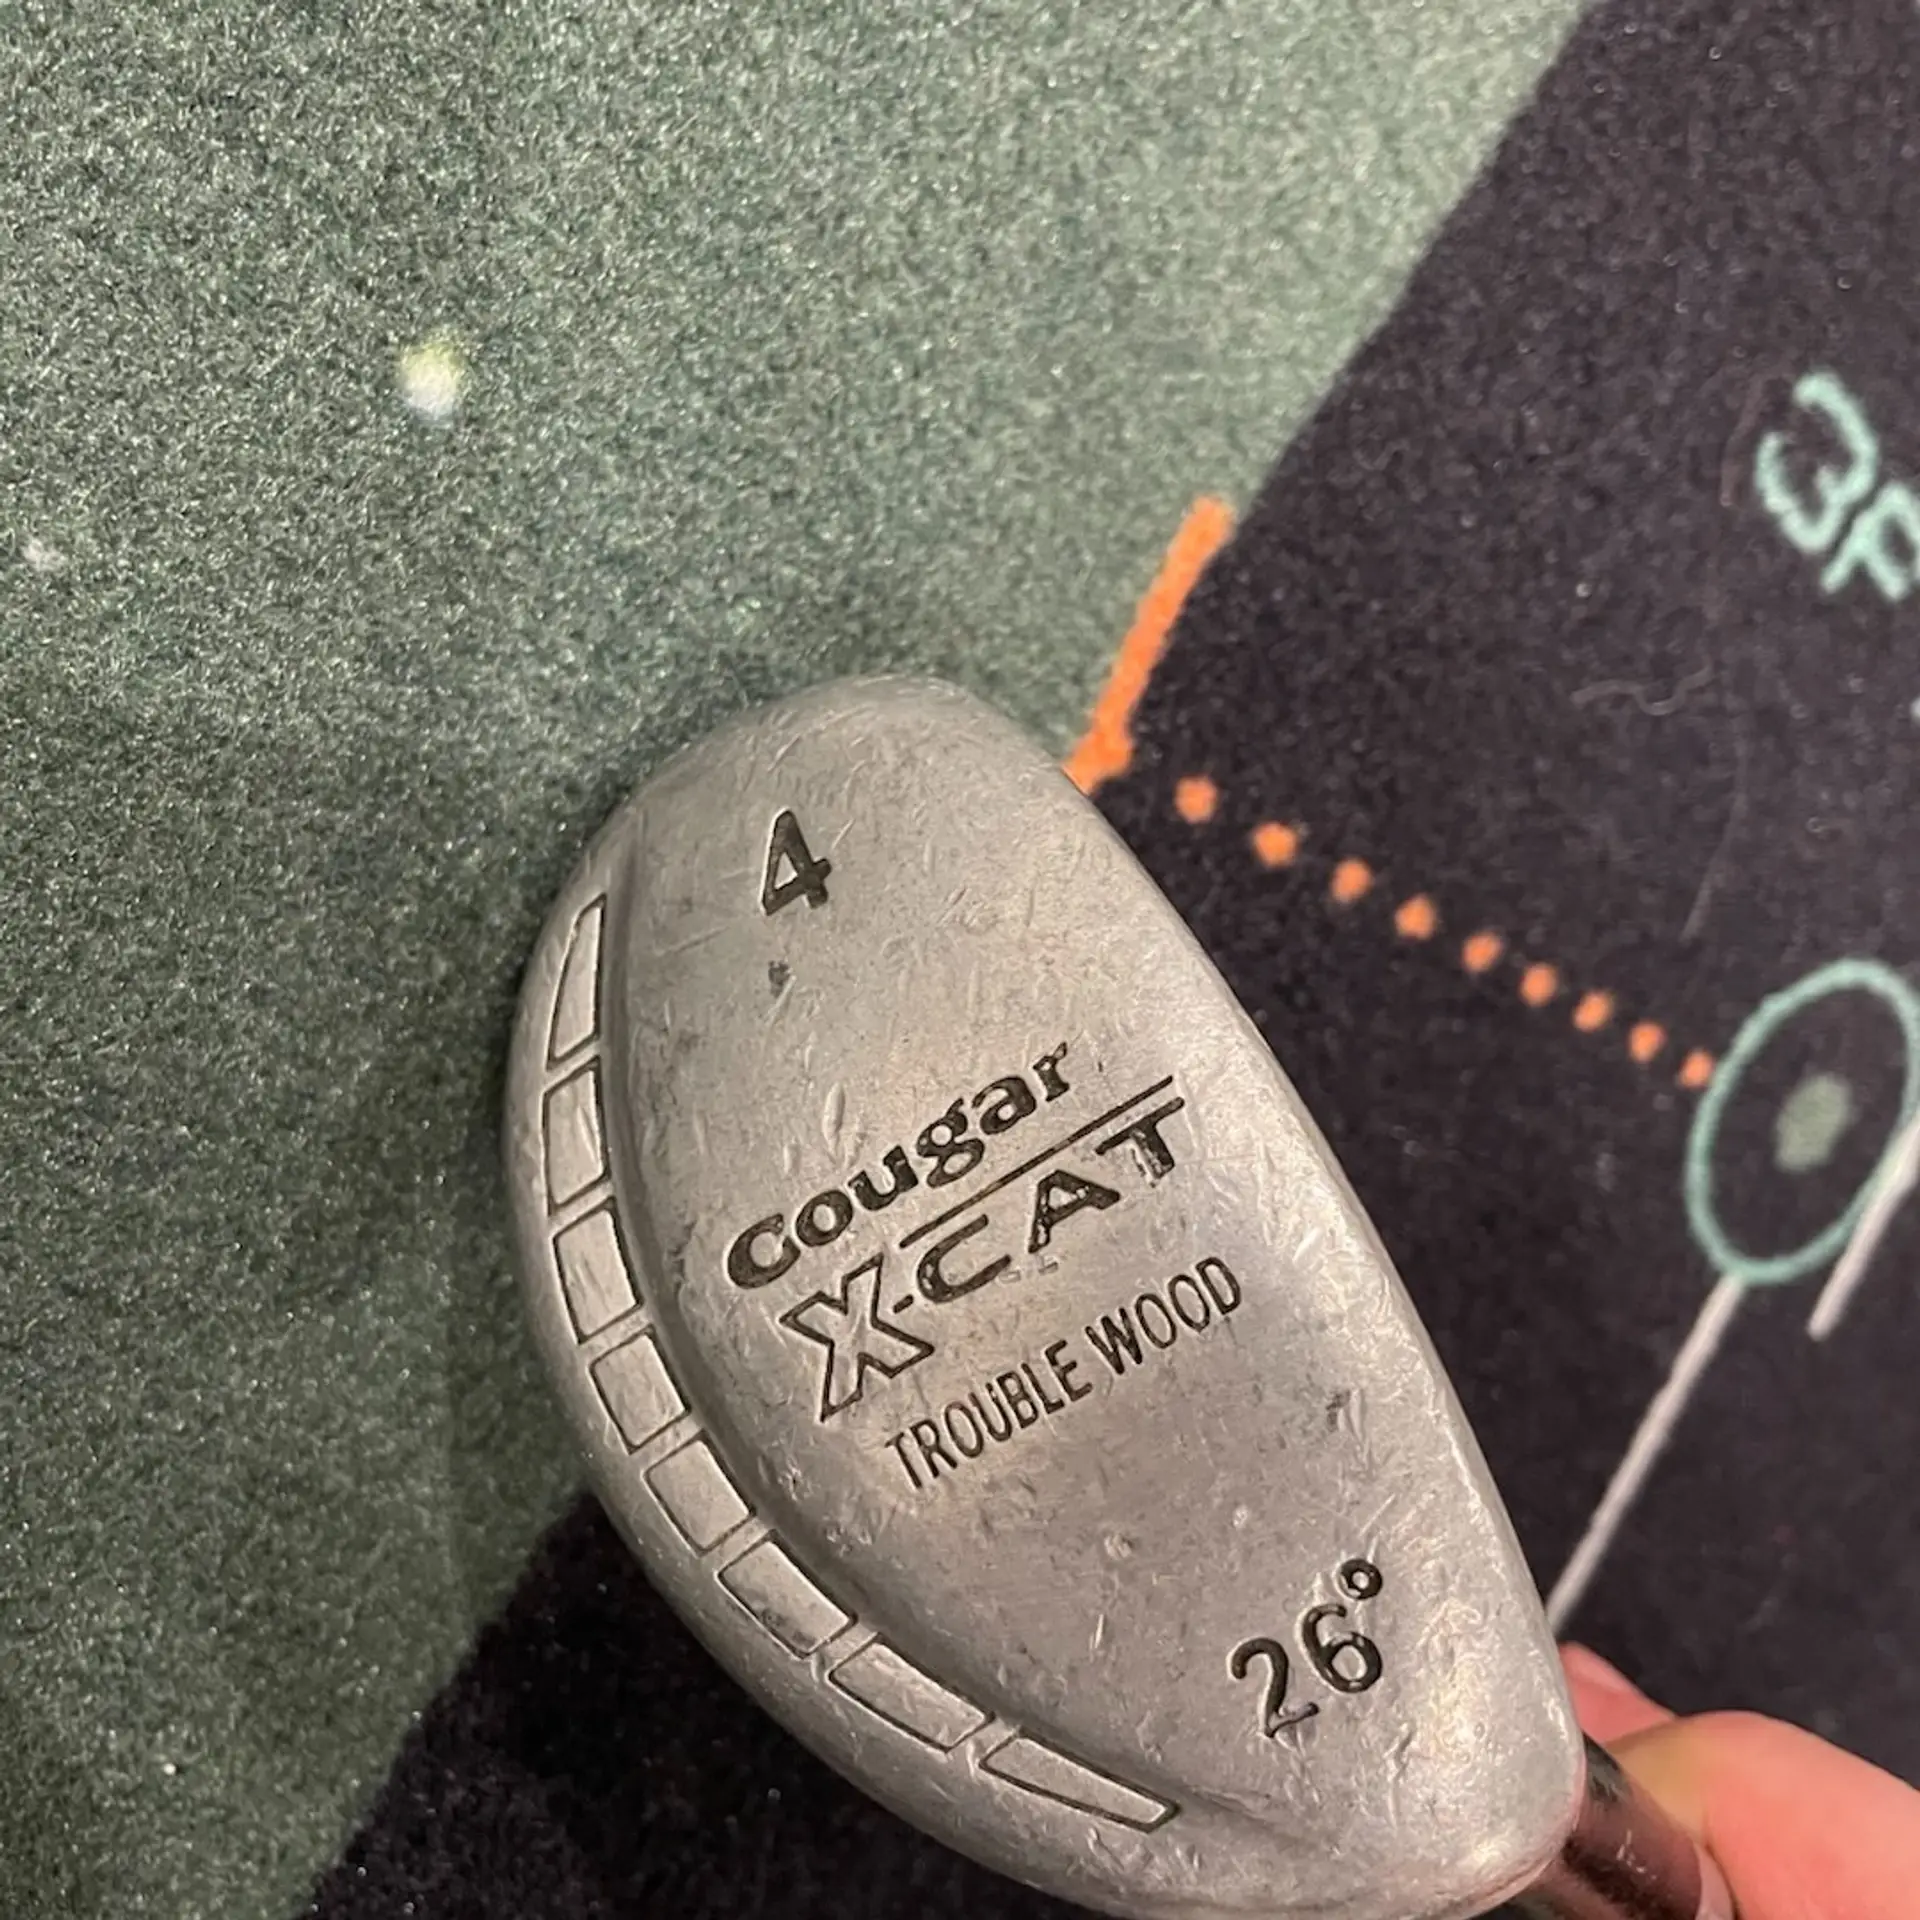 4
Cougar
X-CAT
TROUBLE WOOD
26°